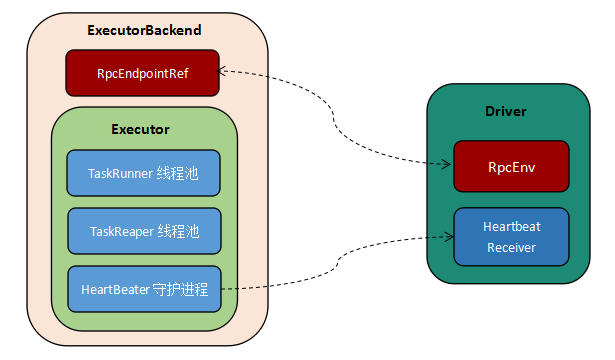 ExecutorBackend
RpcEndpointRef
Executor
TaskRunner 线程池
TaskReaper 线程池
HeartBeater 守护进程
Driver
RpcEnv
Heartbeat
Receiver